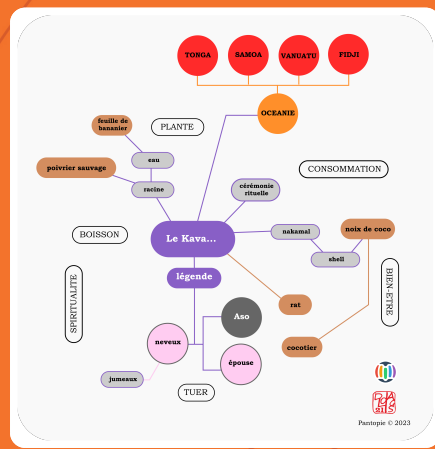 TONGA
SAMOA
VANUATU
FIDJI
OCEANIE
feuille de
bananier
PLANTE
eau
poivrier sauvage
racine
CONSOMMATION
cérémonie
rituelle
BOISSON
Le Kava...
nakamal
noix de coco
shell
légende
SPIRITUALITE
BIEN-ETRE
rat
Aso
neveux
cocotier
épouse
jumeaux
TUER
Pantopie © 2023